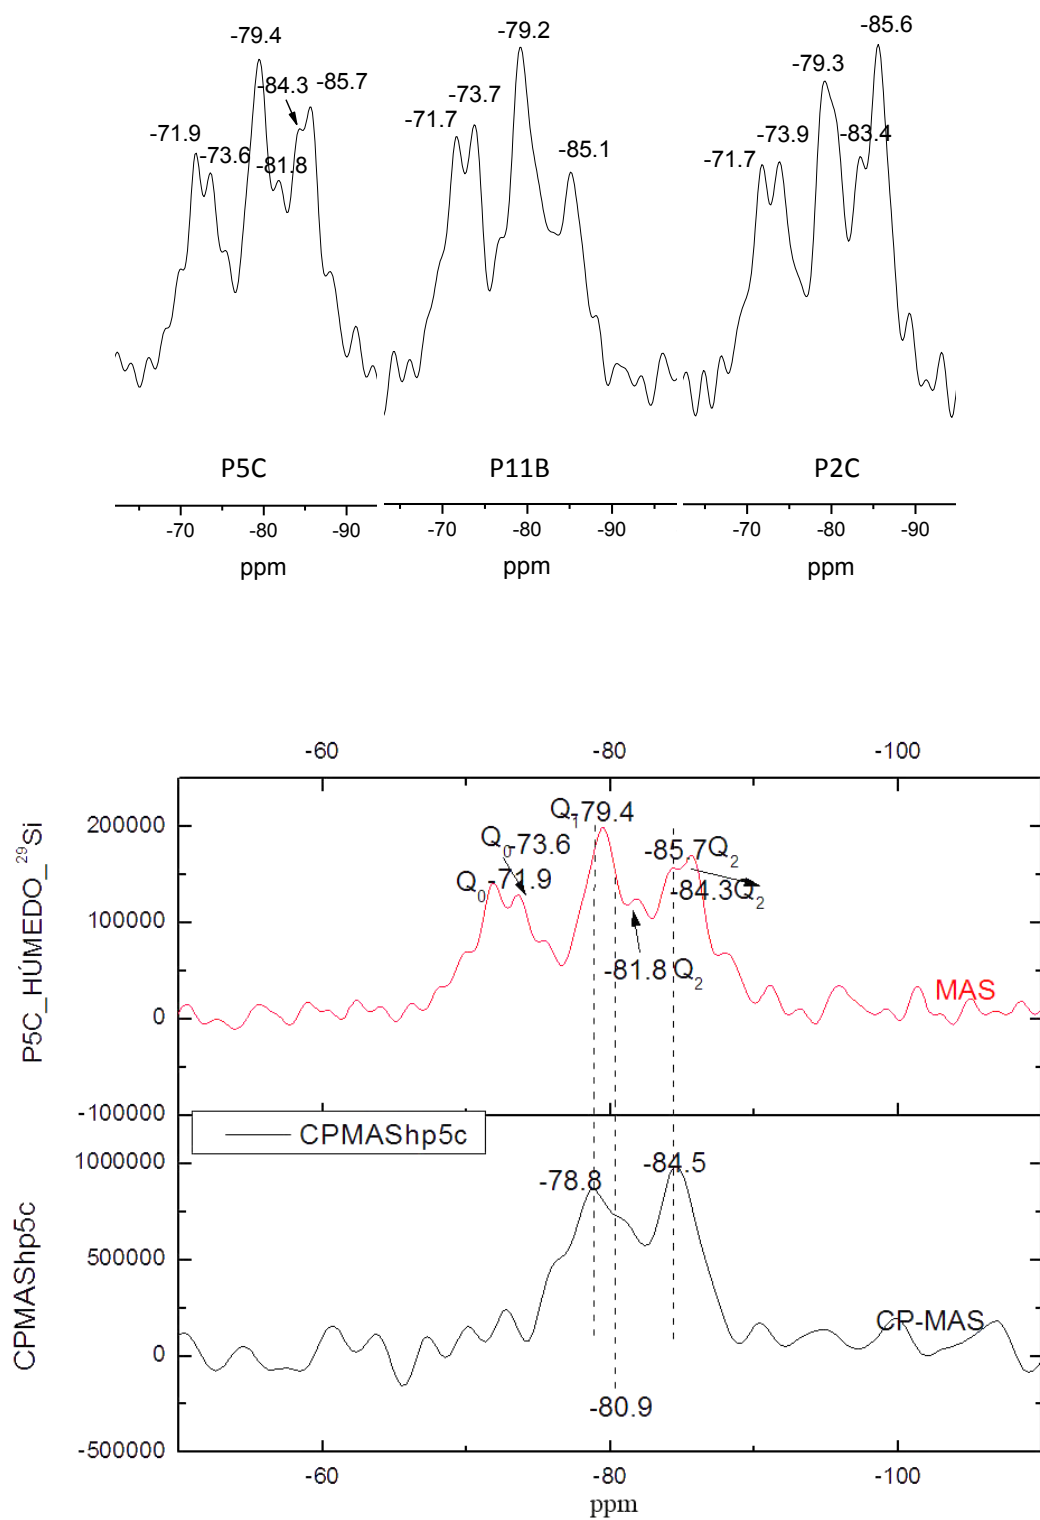 -79.4
-84.3
-85.7
-71.9
-73.6
-81.8
-79.2
-73.7
-71.7
-85.1
-85.6
-79.3
-73.9
-83.4
-71.7
P5C
P11B
P2C
-70 -80 -90
-70 -80 -90
-70 -80 -90
ppm
ppm
ppm
-60 -80 -100
P5C_HÚMEDO_29Si
200000
100000
0
-100000
Q1-79.4
Q0-73.6
Q0-71.9
-85.7Q2
-84.3Q2
-81.8 Q2
MAS
CPMAShp5c
CPMAShp5c
1000000
500000
0
-500000
-78.8
-84.5
CP-MAS
-80.9
-60 -80 -100
ppm